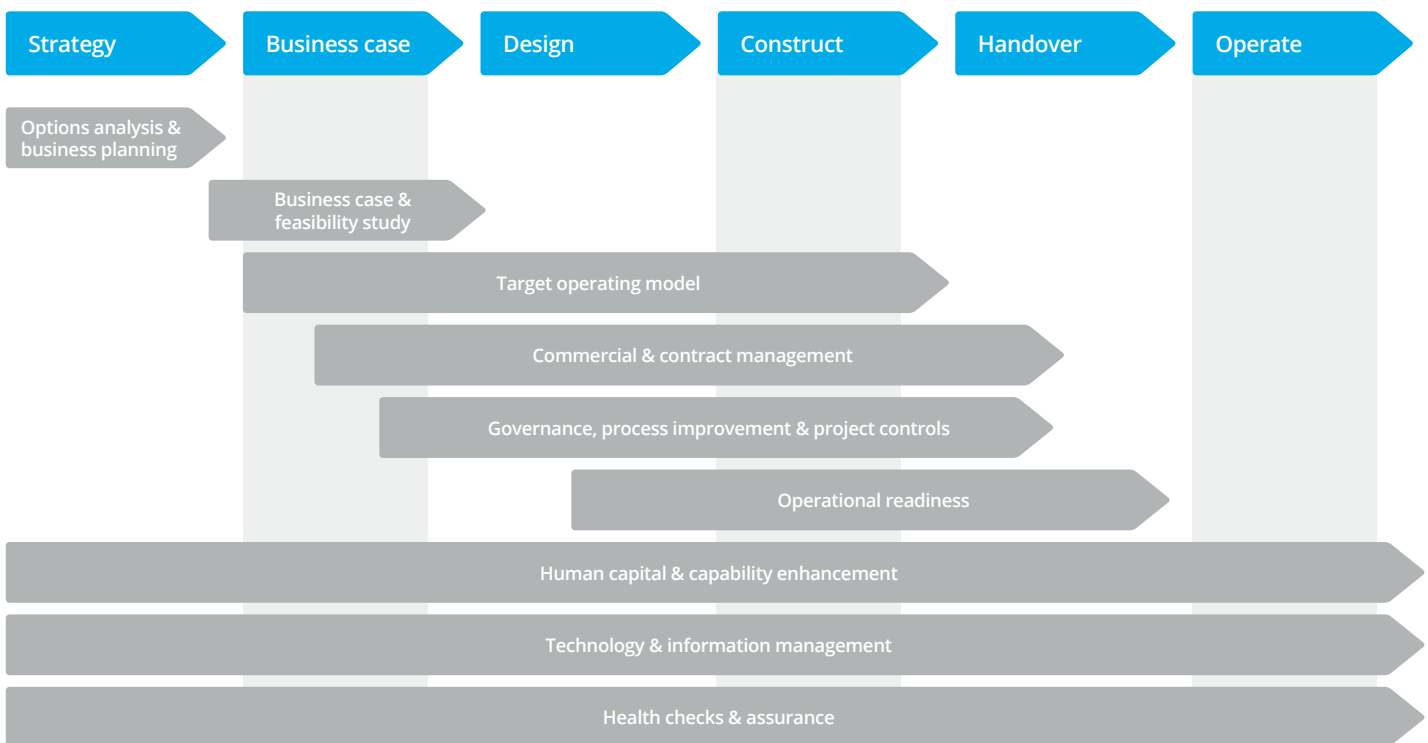 Strategy
Business case
Design
Construct
Handover
Operate
Options analysis &
business planning
Business case &
feasibility study
Target operating model
Commercial & contract management
Governance, process improvement & project controls
Operational readiness
Human capital & capability enhancement
Technology & information management
Health checks & assurance